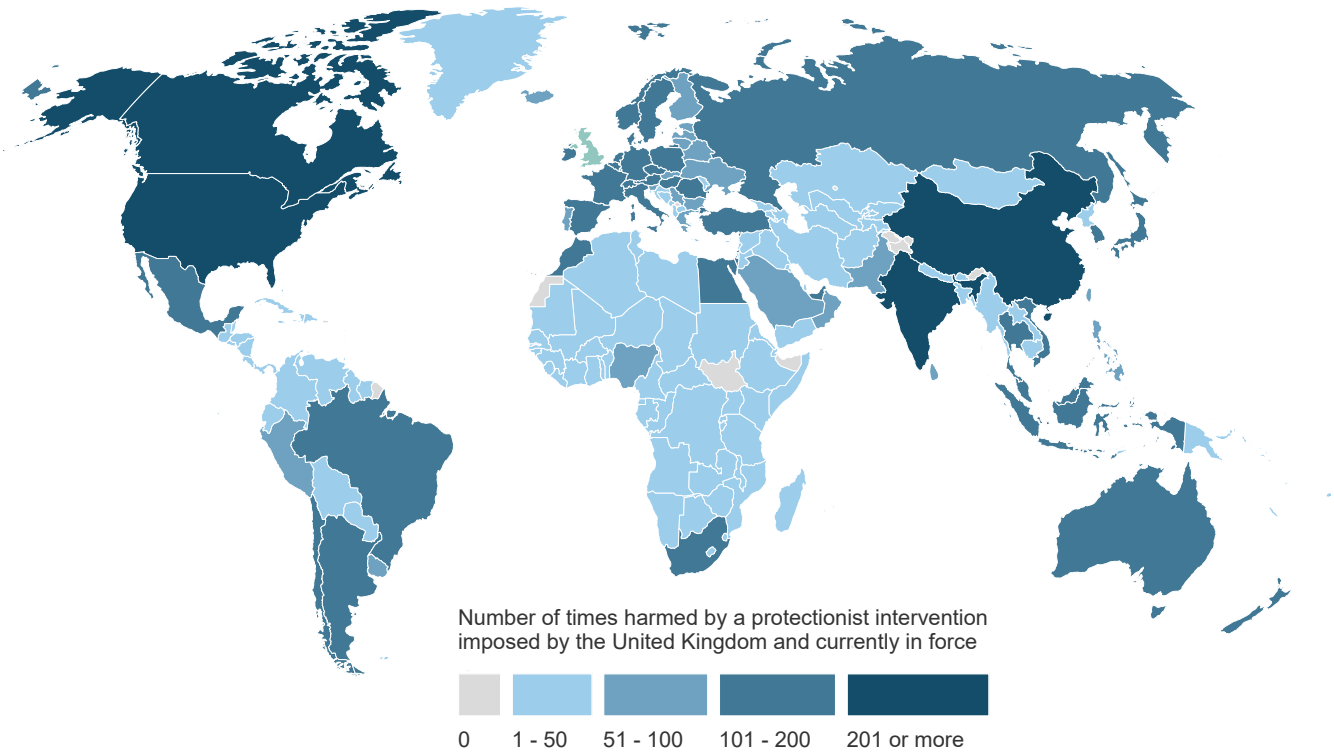 Number of times harmed by a protectionist intervention
imposed by the United Kingdom and currently in force
0
1 - 50
51 - 100
101 - 200
201 or more